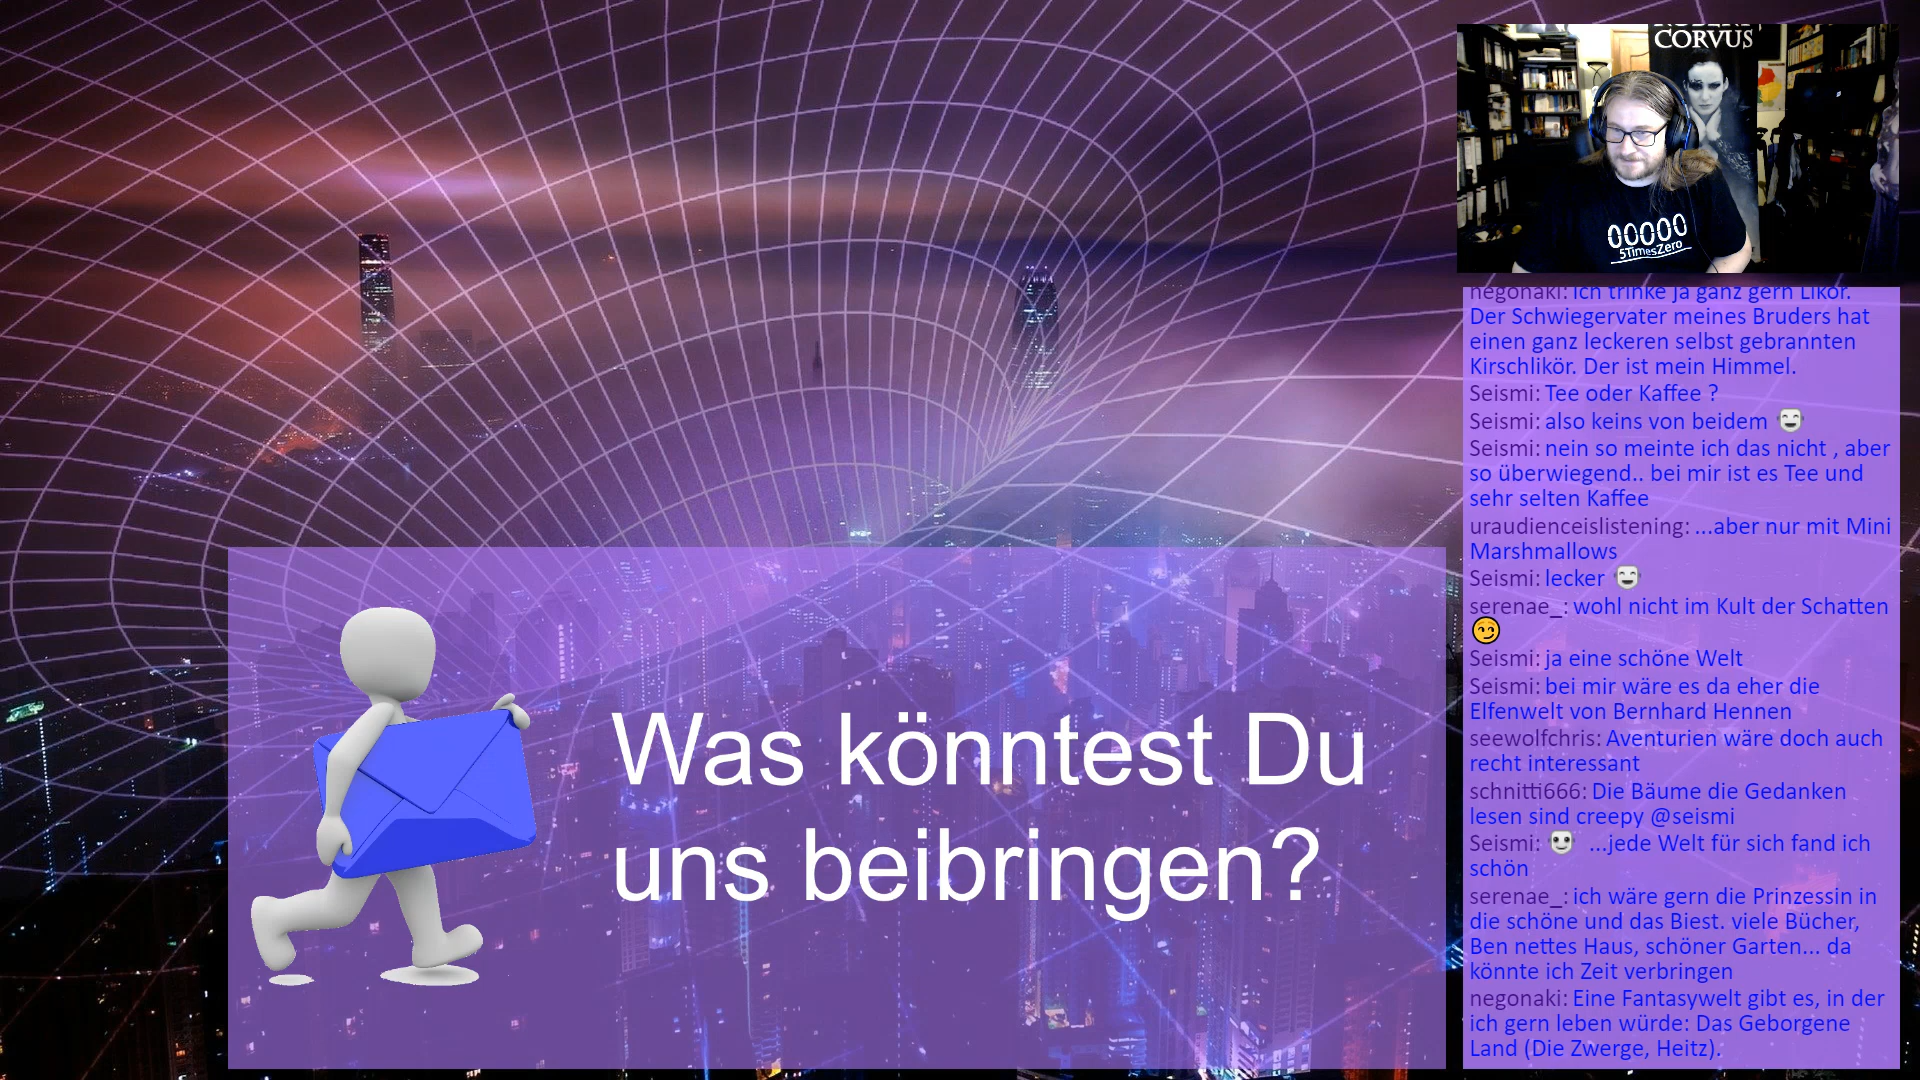 CORVUS
00000
5TimesZero
negonaki: Ich trinke ja ganz gern Likör.
Der Schwiegervater meines Bruders hat
einen ganz leckeren selbst gebrannten
Kirschlikör. Der ist mein Himmel.
Seismi: Tee oder Kaffee ?
Seismi: also keins von beidem
Seismi: nein so meinte ich das nicht , aber
so überwiegend.. bei mir ist es Tee und
sehr selten Kaffee
uraudienceislistening: ...aber nur mit Mini
Marshmallows
Seismi: lecker
serenae_: wohl nicht im Kult der Schatten
Seismi: ja eine schöne Welt
Seismi: bei mir wäre es da eher die
Elfenwelt von Bernhard Hennen
seewolfchris: Aventurien wäre doch auch
recht interessant
schnitti666: Die Bäume die Gedanken
lesen sind creepy @seismi
Seismi: ...jede Welt für sich fand ich
schön
serenae_: ich wäre gern die Prinzessin in
die schöne und das Biest. viele Bücher,
Ben nettes Haus, schöner Garten... da
könnte ich Zeit verbringen
negonaki: Eine Fantasywelt gibt es, in der
ich gern leben würde: Das Geborgene
Land (Die Zwerge, Heitz).
Was könntest Du
uns beibringen?